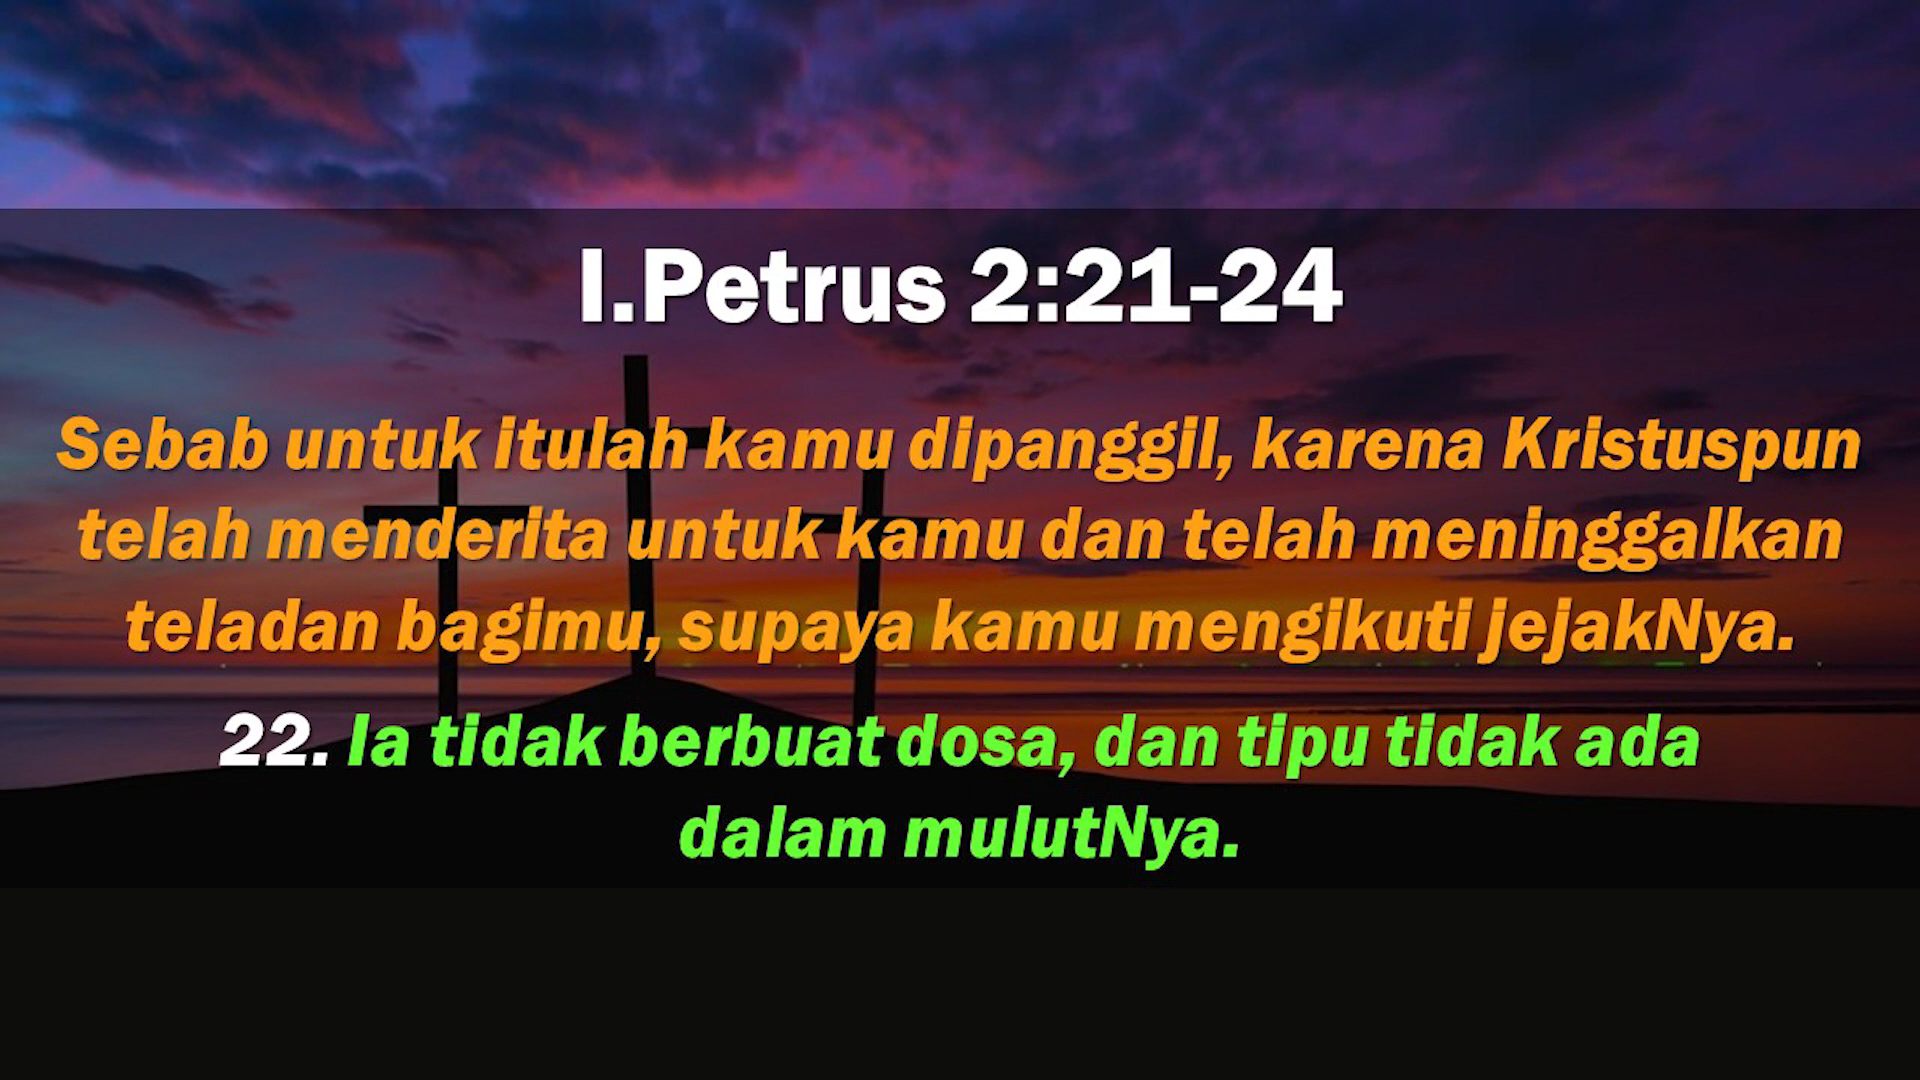 I.Petrus 2:21-24
Sebab untuk itulah kamu dipanggil, karena Kristuspun
telah menderita untuk kamu dan telah meninggalkan
teladan bagimu, supaya kamu mengikuti jejakNya.
22. Ia tidak berbuat dosa, dan tipu tidak ada
dalam mulutNya.